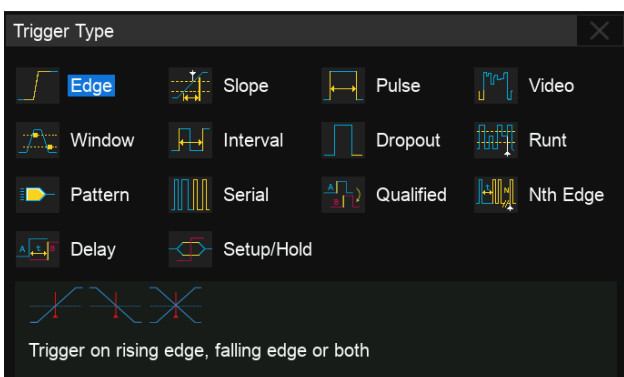 Trigger Type
Edge Slope Pulse Video
Window Interval Dropout Runt
Pattern Serial A B Qualified N Nth Edge
A t B Delay Setup/Hold
Trigger on rising edge, falling edge or both